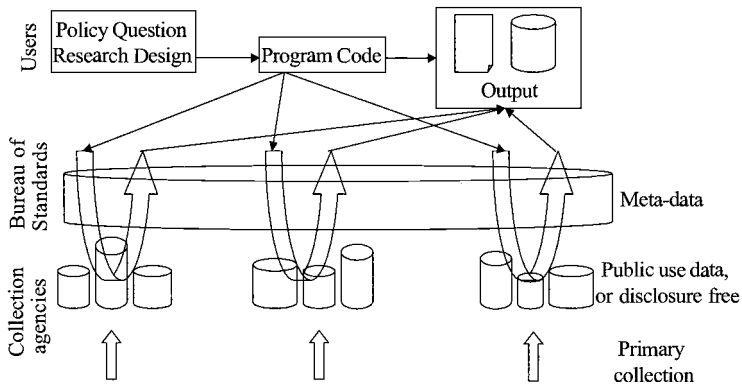 Users
Policy Question
Research Design
Program Code
Output
Bureau of
Standards
Meta-data
Collection
agencies
Public use data,
or disclosure free
Primary
collection